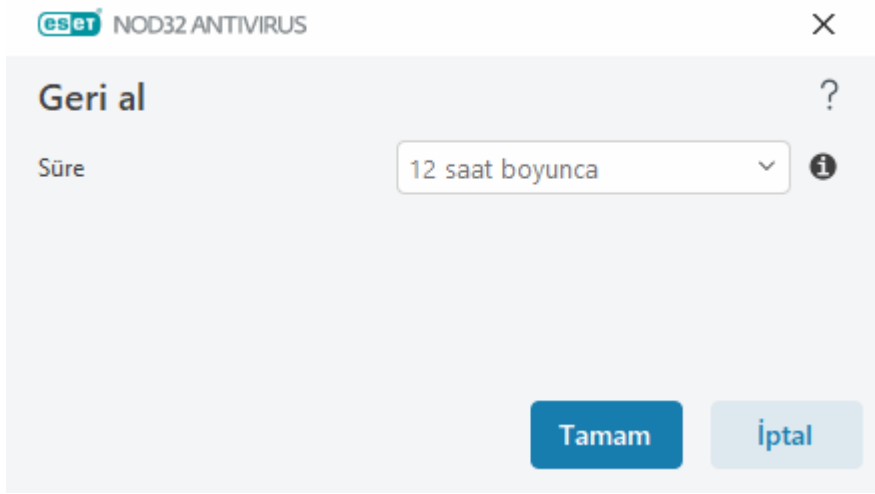 eset NOD32 ANTIVIRUS
Geri al
?
Süre
12 saat boyunca
Tamam
İptal